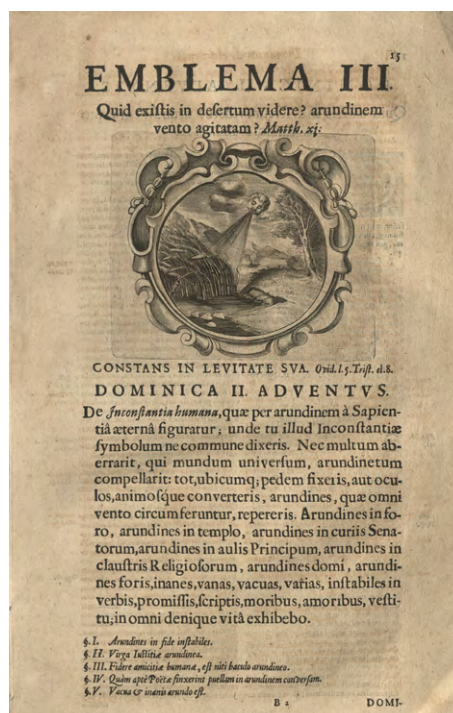 15
EMBLEMA III.
Quid existis in desertum videre? arundinem
vento agitatam? Matth. xj.
CONSTANS IN LEVITATE SVA. Ovid. l. 5. Trist. el. 8.
DOMINICA II. ADVENTVS.
De Inconstantia humana, quæ per arundinem à Sapien-
tiâ æternâ figuratur; unde tu illud Inconstantiæ
symbolum ne commune dixeris. Nec multum ab-
errarit, qui mundum universum, arundinetum
compellarit: tot, ubicumq; pedem fixeris, aut ocu-
los, animosque converteris, arundines, quæ omni
vento circumferuntur, repereris. Arundines in fo-
ro, arundines in templo, arundines in curiis Sena-
torum, arundines in aulis Principum, arundines in
claustris Religiosorum, arundines domi, arundi-
nes foris, inanes, vanas, vacuas, varias, instabiles in
verbis, promissis, scriptis, moribus, amoribus, vesti-
tu; in omni denique vitâ exhibebo.
§. I. Arundines in fide instabiles.
§. II. Virga Iustitiæ arundinea.
§. III. Fidere amicitiæ humanæ, est niti baculo arundineo.
§. IV. Quàm aptè Poëtæ finxerint puellam in arundinem conversam.
§. V. Vacua & inanis arundo est.
B 2 DOMI-